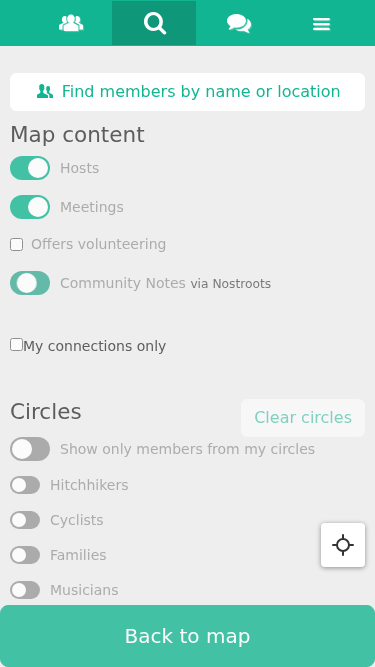 Find members by name or location
Map content
Hosts
Meetings
Offers volunteering
Community Notes via Nostroots
My connections only
Circles
Clear circles
Show only members from my circles
Hitchhikers
Cyclists
Families
Musicians
Back to map